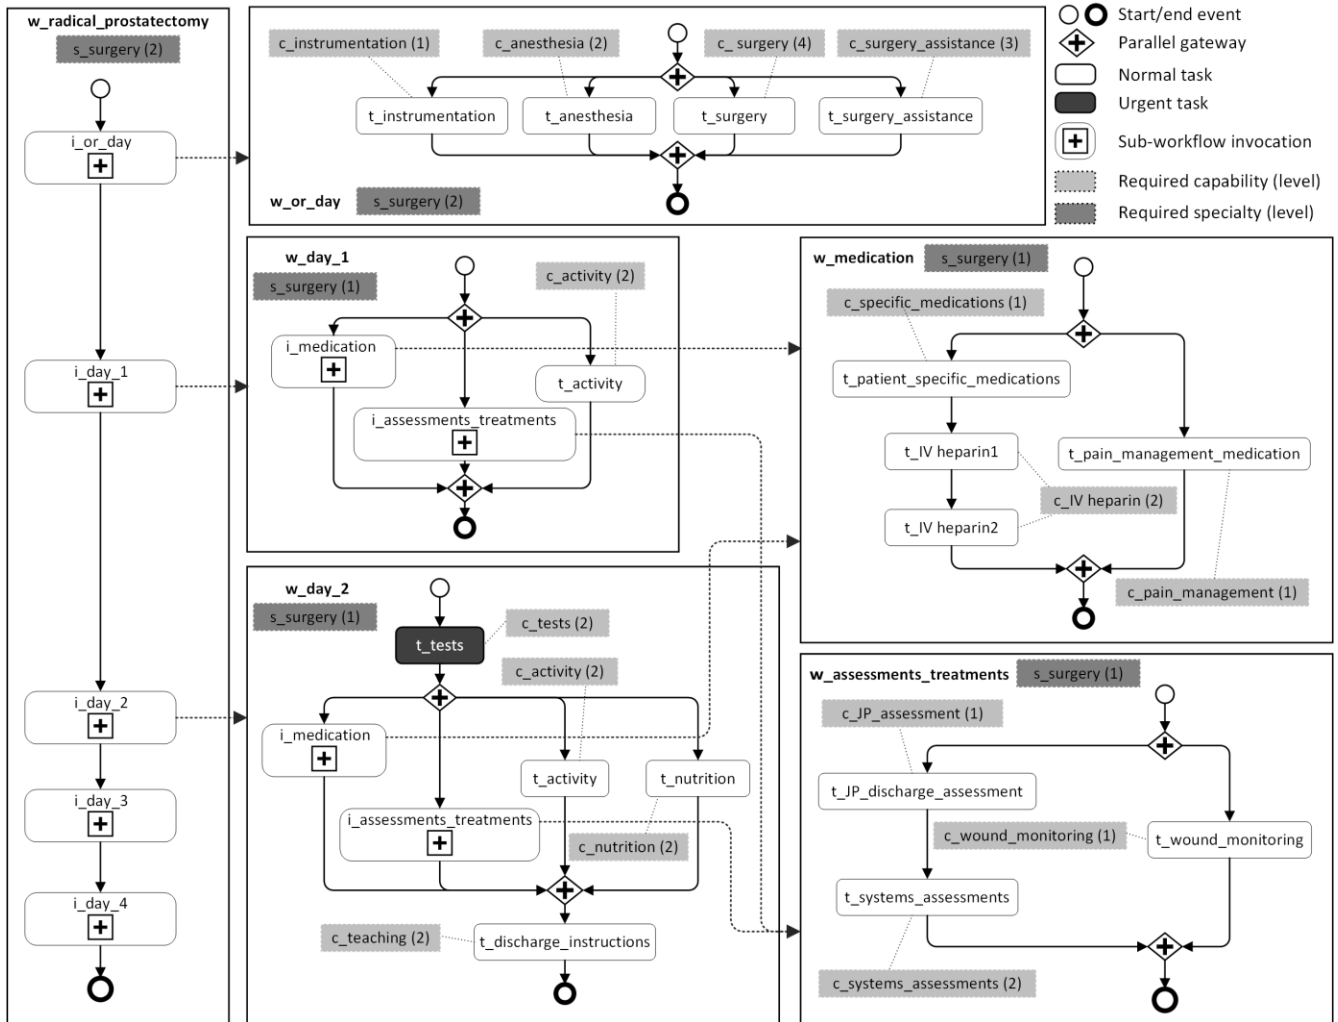 w_radical_prostatectomy
s_surgery (2)
i_or_day
i_day_1
i_day_2
i_day_3
i_day_4
c_instrumentation (1)
c_anesthesia (2)
c_ surgery (4)
c_surgery_assistance (3)
t_instrumentation
t_anesthesia
t_surgery
t_surgery_assistance
w_or_day
s_surgery (2)
Start/end event
Parallel gateway
Normal task
Urgent task
Sub-workflow invocation
Required capability (level)
Required specialty (level)
w_day_1
s_surgery (1)
c_activity (2)
i_medication
t_activity
i_assessments_treatments
w_medication
s_surgery (1)
c_specific_medications (1)
t_patient_specific_medications
t_IV heparin1
t_pain_management_medication
c_IV heparin (2)
t_IV heparin2
c_pain_management (1)
w_day_2
s_surgery (1)
c_tests (2)
t_tests
c_activity (2)
i_medication
t_activity
t_nutrition
i_assessments_treatments
c_nutrition (2)
c_teaching (2)
t_discharge_instructions
w_assessments_treatments
s_surgery (1)
c_JP_assessment (1)
t_JP_discharge_assessment
c_wound_monitoring (1)
t_wound_monitoring
t_systems_assessments
c_systems_assessments (2)